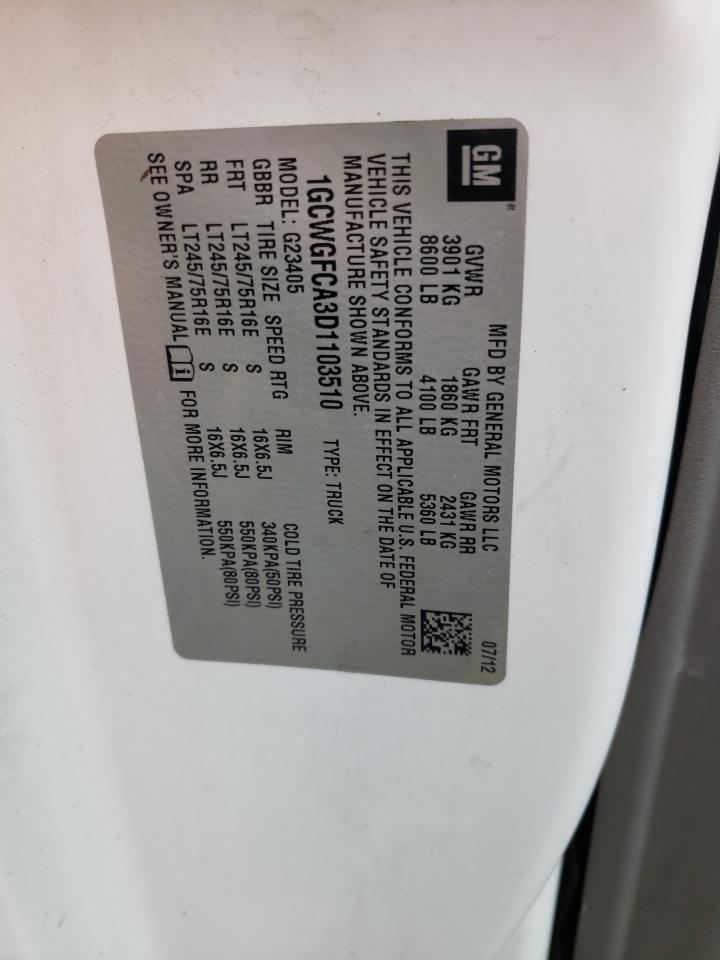 GM
MFD BY GENERAL MOTORS LLC 07/12
GVWR GAWR FRT GAWR RR
3901 KG 1860 KG 2431 KG
8600 LB 4100 LB 5360 LB
THIS VEHICLE CONFORMS TO ALL APPLICABLE U.S. FEDERAL MOTOR
VEHICLE SAFETY STANDARDS IN EFFECT ON THE DATE OF
MANUFACTURE SHOWN ABOVE.
1GCWGFCA3D1103510 TYPE: TRUCK
MODEL: G23405
GBBR TIRE SIZE SPEED RTG RIM COLD TIRE PRESSURE
FRT LT245/75R16E S 16X6.5J 340KPA(50PSI)
RR LT245/75R16E S 16X6.5J 550KPA(80PSI)
SPA LT245/75R16E S 16X6.5J 550KPA(80PSI)
SEE OWNER'S MANUAL i FOR MORE INFORMATION.